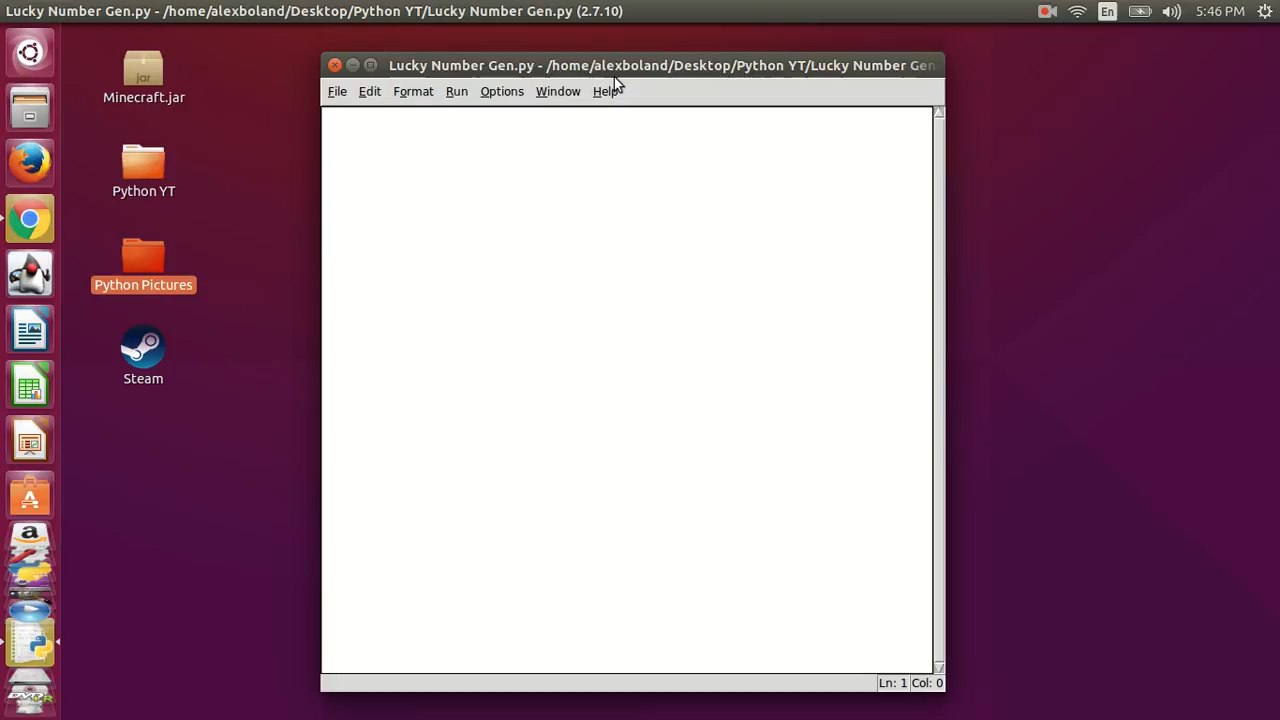 Lucky Number Gen.py - /home/alexboland/Desktop/Python YT/Lucky Number Gen.py (2.7.10)
En
5:46 PM
jar
Minecraft.jar
Python YT
Python Pictures
Steam
Lucky Number Gen.py - /home/alexboland/Desktop/Python YT/Lucky Number Gen
File Edit Format Run Options Window Help
Ln: 1 Col: 0